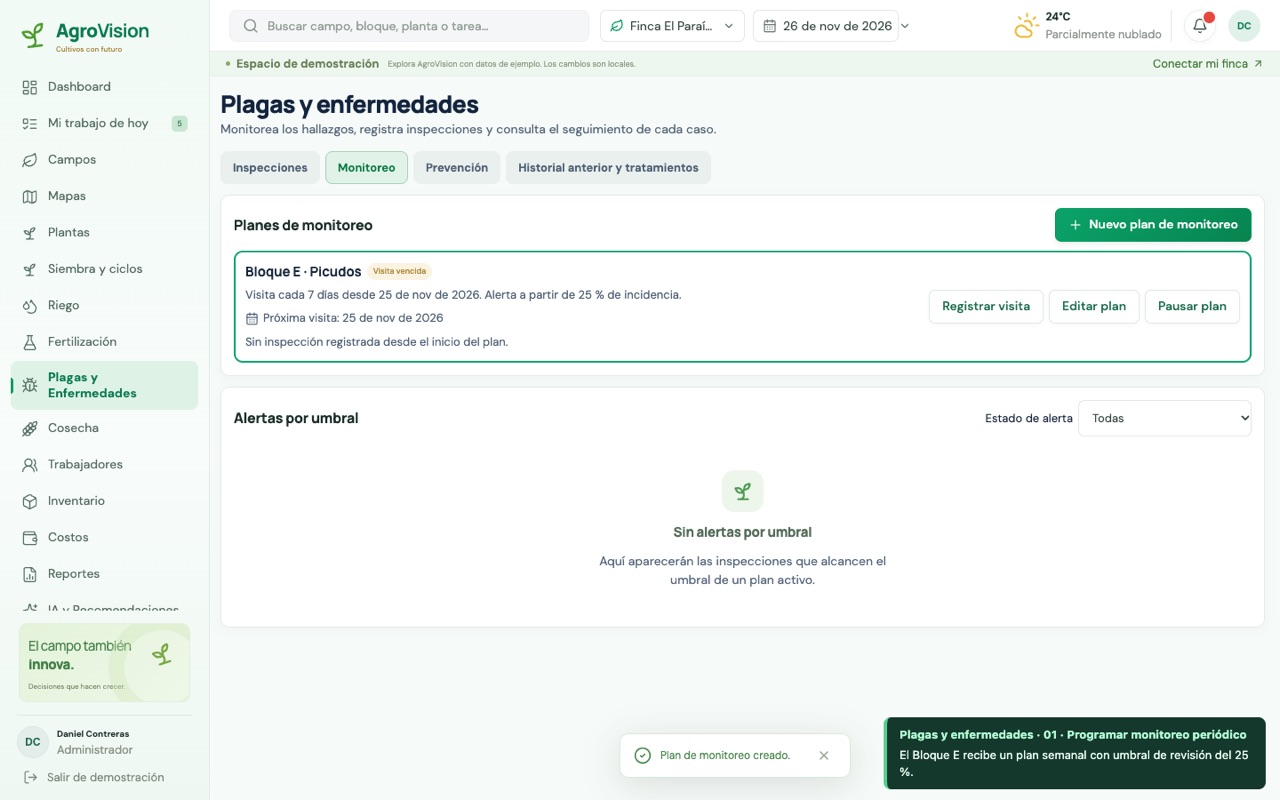 AgroVision
Cultivos con futuro
Buscar campo, bloque, planta o tarea...
Finca El Paraí...
26 de nov de 2026
24°C
Parcialmente nublado
DC
Espacio de demostración
Explora AgroVision con datos de ejemplo. Los cambios son locales.
Conectar mi finca
Dashboard
Mi trabajo de hoy
5
Campos
Mapas
Plantas
Siembra y ciclos
Riego
Fertilización
Plagas y
Enfermedades
Cosecha
Trabajadores
Inventario
Costos
Reportes
IA y Recomendaciones
El campo también
innova.
Decisiones que hacen crecer.
DC
Daniel Contreras
Administrador
Salir de demostración
Plagas y enfermedades
Monitorea los hallazgos, registra inspecciones y consulta el seguimiento de cada caso.
Inspecciones
Monitoreo
Prevención
Historial anterior y tratamientos
Planes de monitoreo
Nuevo plan de monitoreo
Bloque E · Picudos
Visita vencida
Visita cada 7 días desde 25 de nov de 2026. Alerta a partir de 25 % de incidencia.
Próxima visita: 25 de nov de 2026
Sin inspección registrada desde el inicio del plan.
Registrar visita
Editar plan
Pausar plan
Alertas por umbral
Estado de alerta
Todas
Sin alertas por umbral
Aquí aparecerán las inspecciones que alcancen el
umbral de un plan activo.
Plan de monitoreo creado.
Plagas y enfermedades · 01 · Programar monitoreo periódico
El Bloque E recibe un plan semanal con umbral de revisión del 25
%.